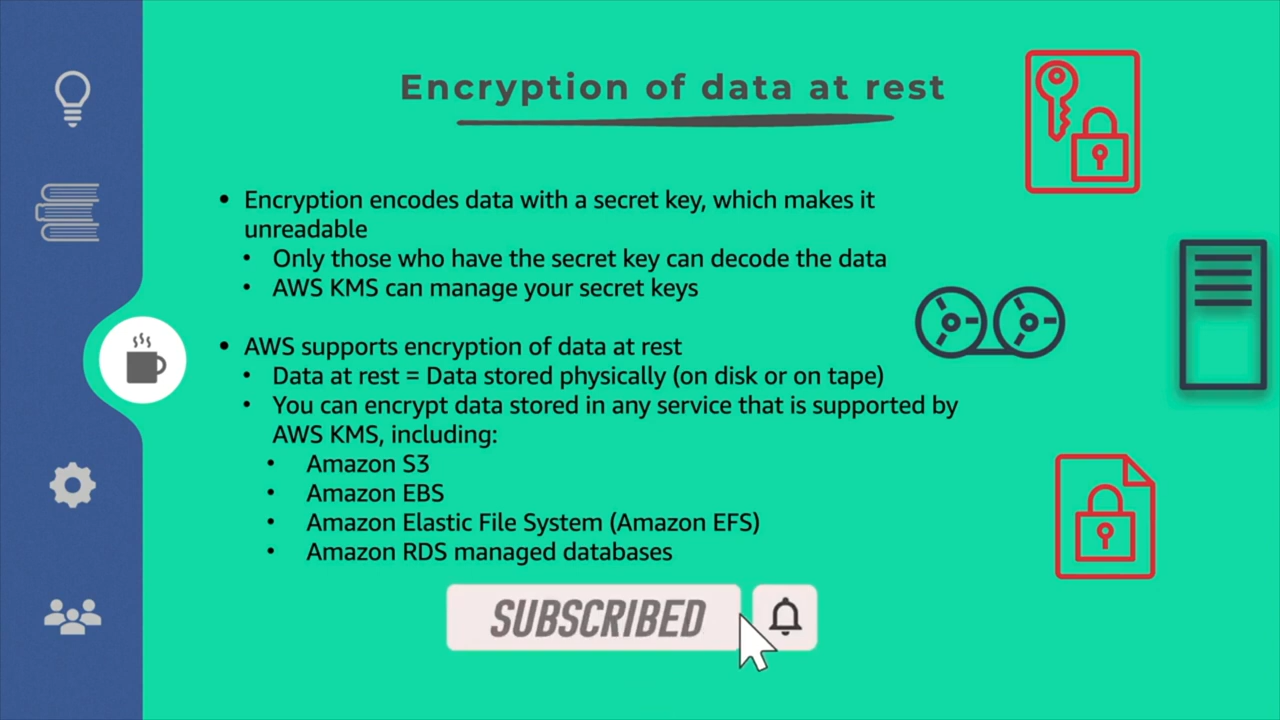 Encryption of data at rest
• Encryption encodes data with a secret key, which makes it
unreadable
• Only those who have the secret key can decode the data
• AWS KMS can manage your secret keys
• AWS supports encryption of data at rest
• Data at rest = Data stored physically (on disk or on tape)
• You can encrypt data stored in any service that is supported by
AWS KMS, including:
• Amazon S3
• Amazon EBS
• Amazon Elastic File System (Amazon EFS)
• Amazon RDS managed databases
SUBSCRIBED